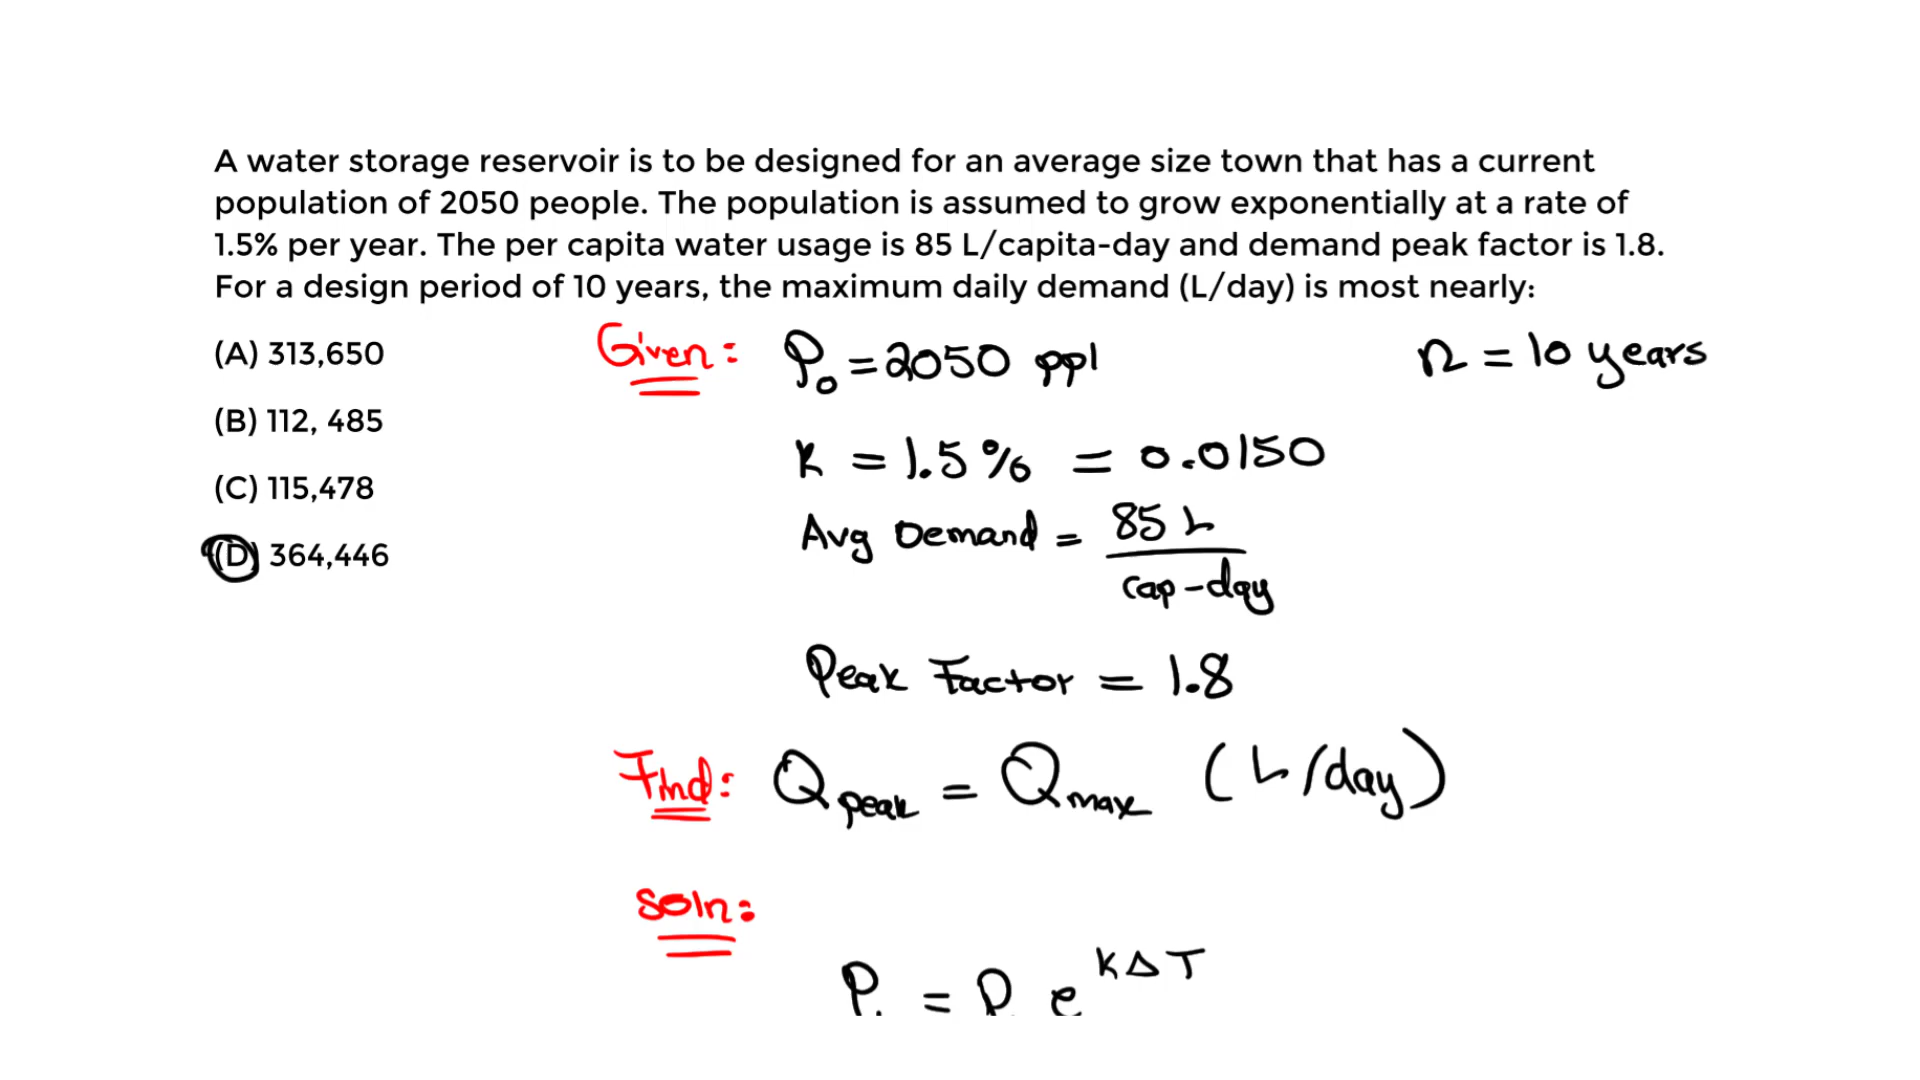 A water storage reservoir is to be designed for an average size town that has a current
population of 2050 people. The population is assumed to grow exponentially at a rate of
1.5% per year. The per capita water usage is 85 L/capita-day and demand peak factor is 1.8.
For a design period of 10 years, the maximum daily demand (L/day) is most nearly:
(A) 313,650
(B) 112, 485
(C) 115,478
(D) 364,446
Given: P₀ = 2050 ppl n = 10 years
K = 1.5% = 0.0150
Avg Demand = 85 L
cap-day
Peak Factor = 1.8
Find: Qpeak = Qmax (L/day)
Soln:
P = P e^KΔT